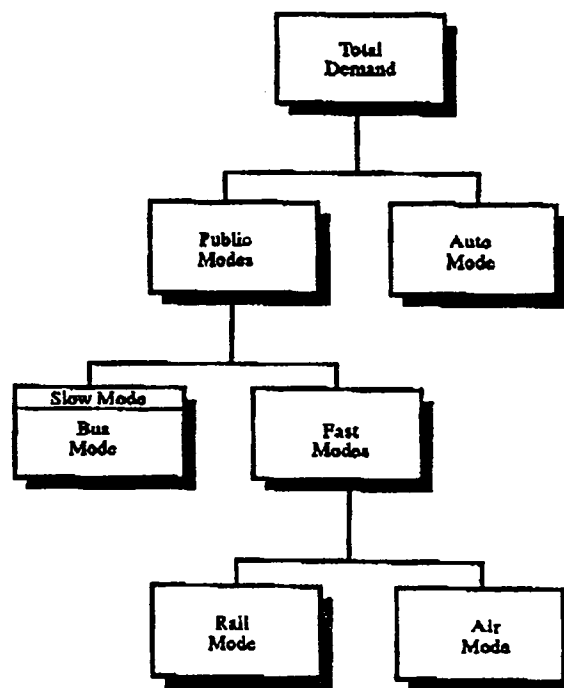 Total
Demand
Public
Modes
Auto
Mode
Slow Mode
Bus
Mode
Fast
Modes
Rail
Mode
Air
Mode